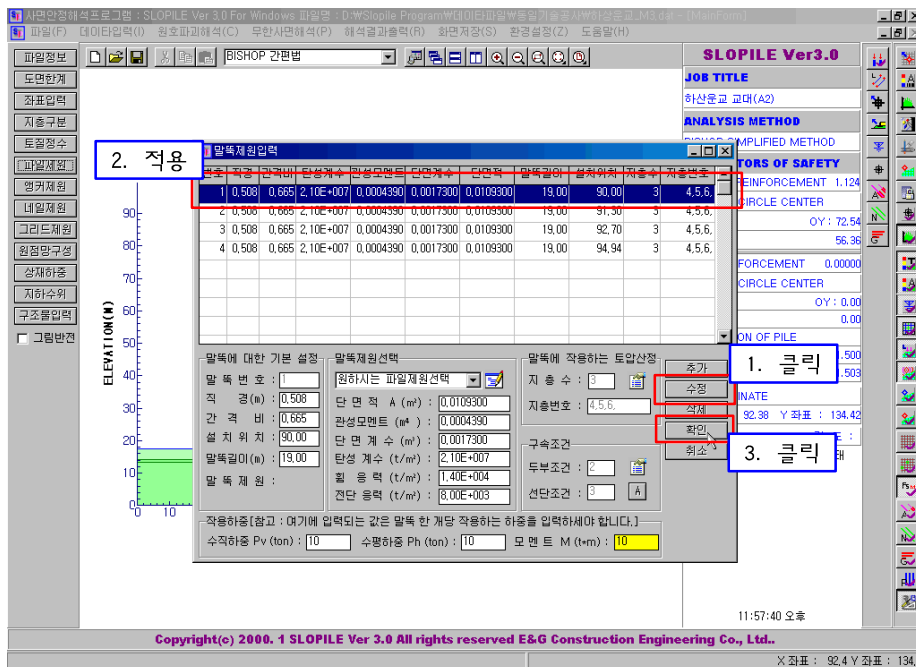 사면안정해석프로그램 : SLOPILE Ver 3.0 For Windows 파일명 : D:₩Slopile Program₩데이타파일₩동일기술공사₩하산운교_M3.dat - [MainForm]
파일(F) 데이타입력(I) 원호파괴해석(C) 무한사면해석(P) 해석결과출력(R) 화면저장(S) 환경설정(Z) 도움말(H)
파일정보
도면한계
좌표입력
지층구분
토질정수
파일제원
앵커제원
네일제원
그리드제원
원점망구성
상재하중
지하수위
구조물입력
그림반전
BISHOP 간편법
SLOPILE Ver3.0
JOB TITLE
하산운교 교대(A2)
ANALYSIS METHOD
SIMPLIFIED METHOD
TORS OF SAFETY
REINFORCEMENT 1.124
CIRCLE CENTER
OY: 72.54
56.36
FORCEMENT 0.00000
CIRCLE CENTER
OY : 0.00
0.00
ON OF PILE
.500
.503
INATE
92.38 Y 좌표 : 134.42
11:57:40 오후
ELEVATION(M)
90
80
70
60
50
40
30
20
10
0
0 10
2. 적용
1. 클릭
3. 클릭
말뚝제원입력
번호 직경 간격비 탄성계수 관성모멘트 단면계수 단면적 말뚝길이 설치위치 지층수 지층번호
1 0,508 0,665 2,10E+007 0,0004390 0,0017300 0,0109300 19,00 90,00 3 4,5,6,
2 0,508 0,665 2,10E+007 0,0004390 0,0017300 0,0109300 19,00 91,30 3 4,5,6,
3 0,508 0,665 2,10E+007 0,0004390 0,0017300 0,0109300 19,00 92,70 3 4,5,6,
4 0,508 0,665 2,10E+007 0,0004390 0,0017300 0,0109300 19,00 94,94 3 4,5,6,
말뚝에 대한 기본 설정
말 뚝 번 호 : 1
직 경(m) : 0,508
간 격 비 : 0,665
설 치 위 치 : 90,00
말뚝길이(m) : 19,00
말 뚝 제 원 :
말뚝제원선택
원하시는 파일제원선택
단 면 적 A (m²) : 0,0109300
관성모멘트 (m⁴) : 0,0004390
단 면 계 수 (m³) : 0,0017300
탄성 계수 (t/m²) : 2,10E+007
휨 응 력 (t/m²) : 1,40E+004
전단 응력 (t/m²) : 8,00E+003
말뚝에 작용하는 토압산정
지 층 수 : 3
지층번호 : 4,5,6,
구속조건
두부조건 : 2
선단조건 : 3 A
추가
수정
삭제
확인
취소
작용하중[참고 : 여기에 입력되는 값은 말뚝 한 개당 작용하는 하중을 입력하세야 합니다.]
수직하중 Pv (ton) : 10 수평하중 Ph (ton) : 10 모 멘 트 M (t*m) : 10
Copyright(c) 2000. 1 SLOPILE Ver 3.0 All rights reserved E&G Construction Engineering Co., Ltd..
X 좌표 : 92,4 Y 좌표 : 134,